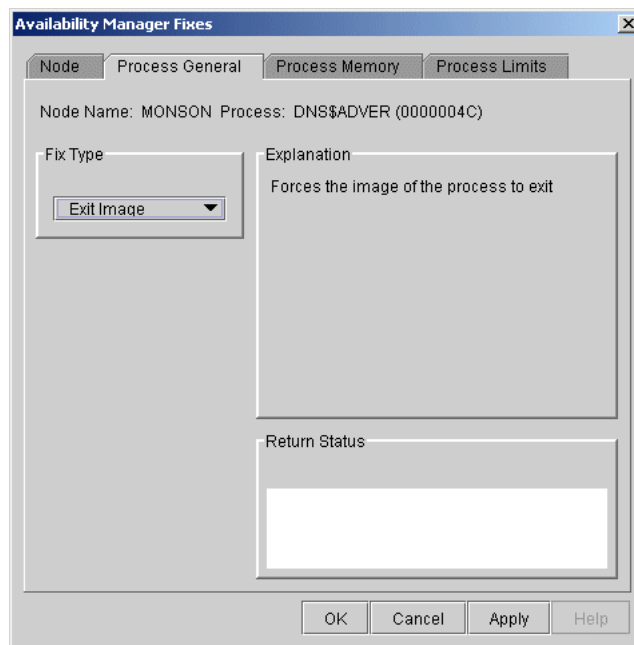 Availability Manager Fixes
Node
Process General
Process Memory
Process Limits
Node Name: MONSON Process: DNS$ADVER (0000004C)
Fix Type
Exit Image
Explanation
Forces the image of the process to exit
Return Status
OK
Cancel
Apply
Help